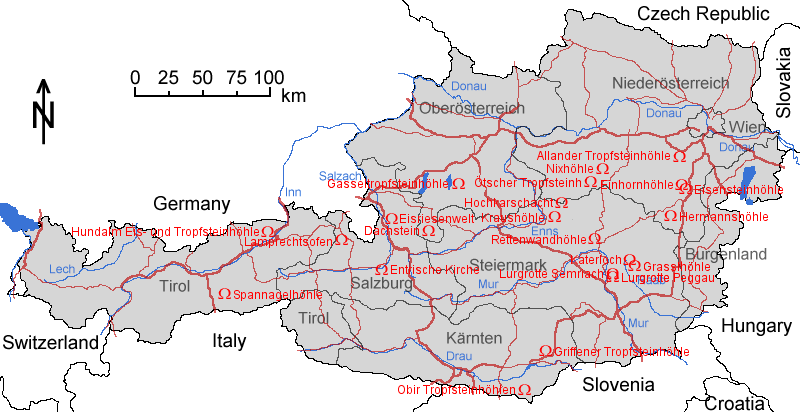 Czech Republic
Slovakia
0 25 50 75 100
km
N
Donau
Niederösterreich
Oberösterreich
Donau
Wien
Donau
Allander Tropfsteinhöhle
Nixhöhle
Salzach
Gassel-Tropfsteinhöhle
Ötscher Tropfsteinh
Einhornhöhle
Eisensteinhöhle
Inn
Germany
Hochkarschacht
Eisriesenwelt
Kraushöhle
Hermannshöhle
Hundalm Eis- und Tropfsteinhöhle
Dachstein
Enns
Lamprechtsofen
Rettenwandhöhle
Burgenland
Katerloch
Lech
Entrische Kirche
Steiermark
Grasslhöhle
Lurgrotte Semriach
Lurgrotte Peggau
Tirol
Salzburg
Mur
Spannagelhöhle
Tirol
Mur
Hungary
Switzerland
Italy
Kärnten
Drau
Griffener Tropfsteinhöhle
Obir Tropfsteinhöhlen
Slovenia
Croatia